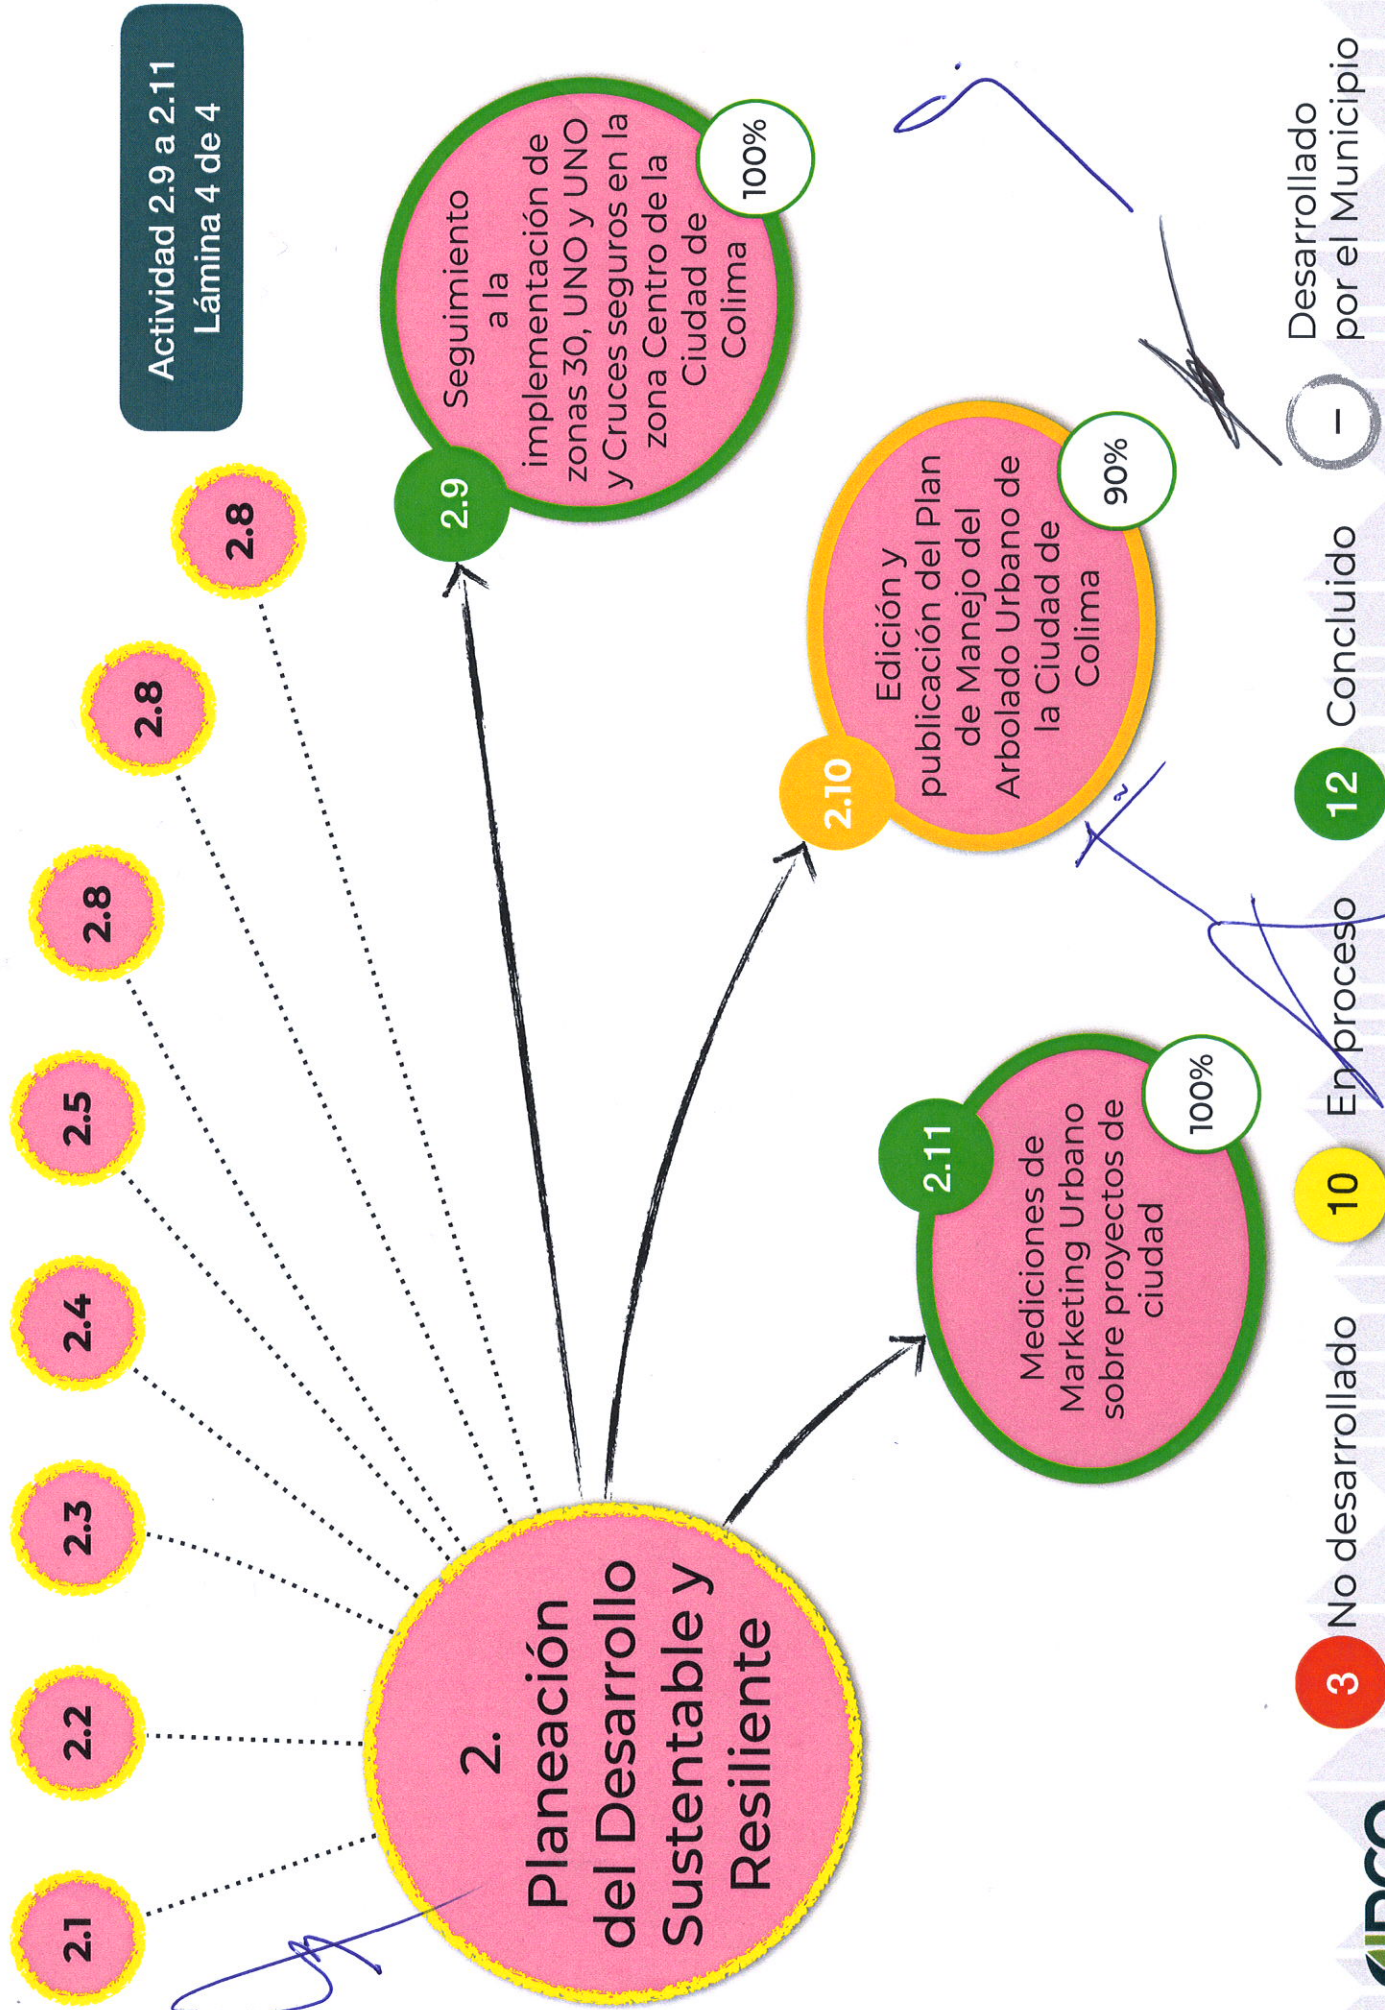 Actividad 2.9 a 2.11
Lámina 4 de 4
2.1
2.2
2.3
2.4
2.5
2.8
2.8
2.8
2.
Planeación
del Desarrollo
Sustentable y
Resiliente
2.9
Seguimiento
a la
implementación de
zonas 30, UNO y UNO
y Cruces seguros en la
zona Centro de la
Ciudad de
Colima
100%
2.10
Edición y
publicación del Plan
de Manejo del
Arbolado Urbano de
la Ciudad de
Colima
90%
2.11
Mediciones de
Marketing Urbano
sobre proyectos de
ciudad
100%
3 No desarrollado
10 En proceso
12 Concluido
– Desarrollado
por el Municipio